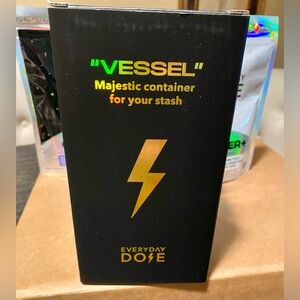 "VESSEL"
Majestic container
for your stash
EVERYDAY
DOSE